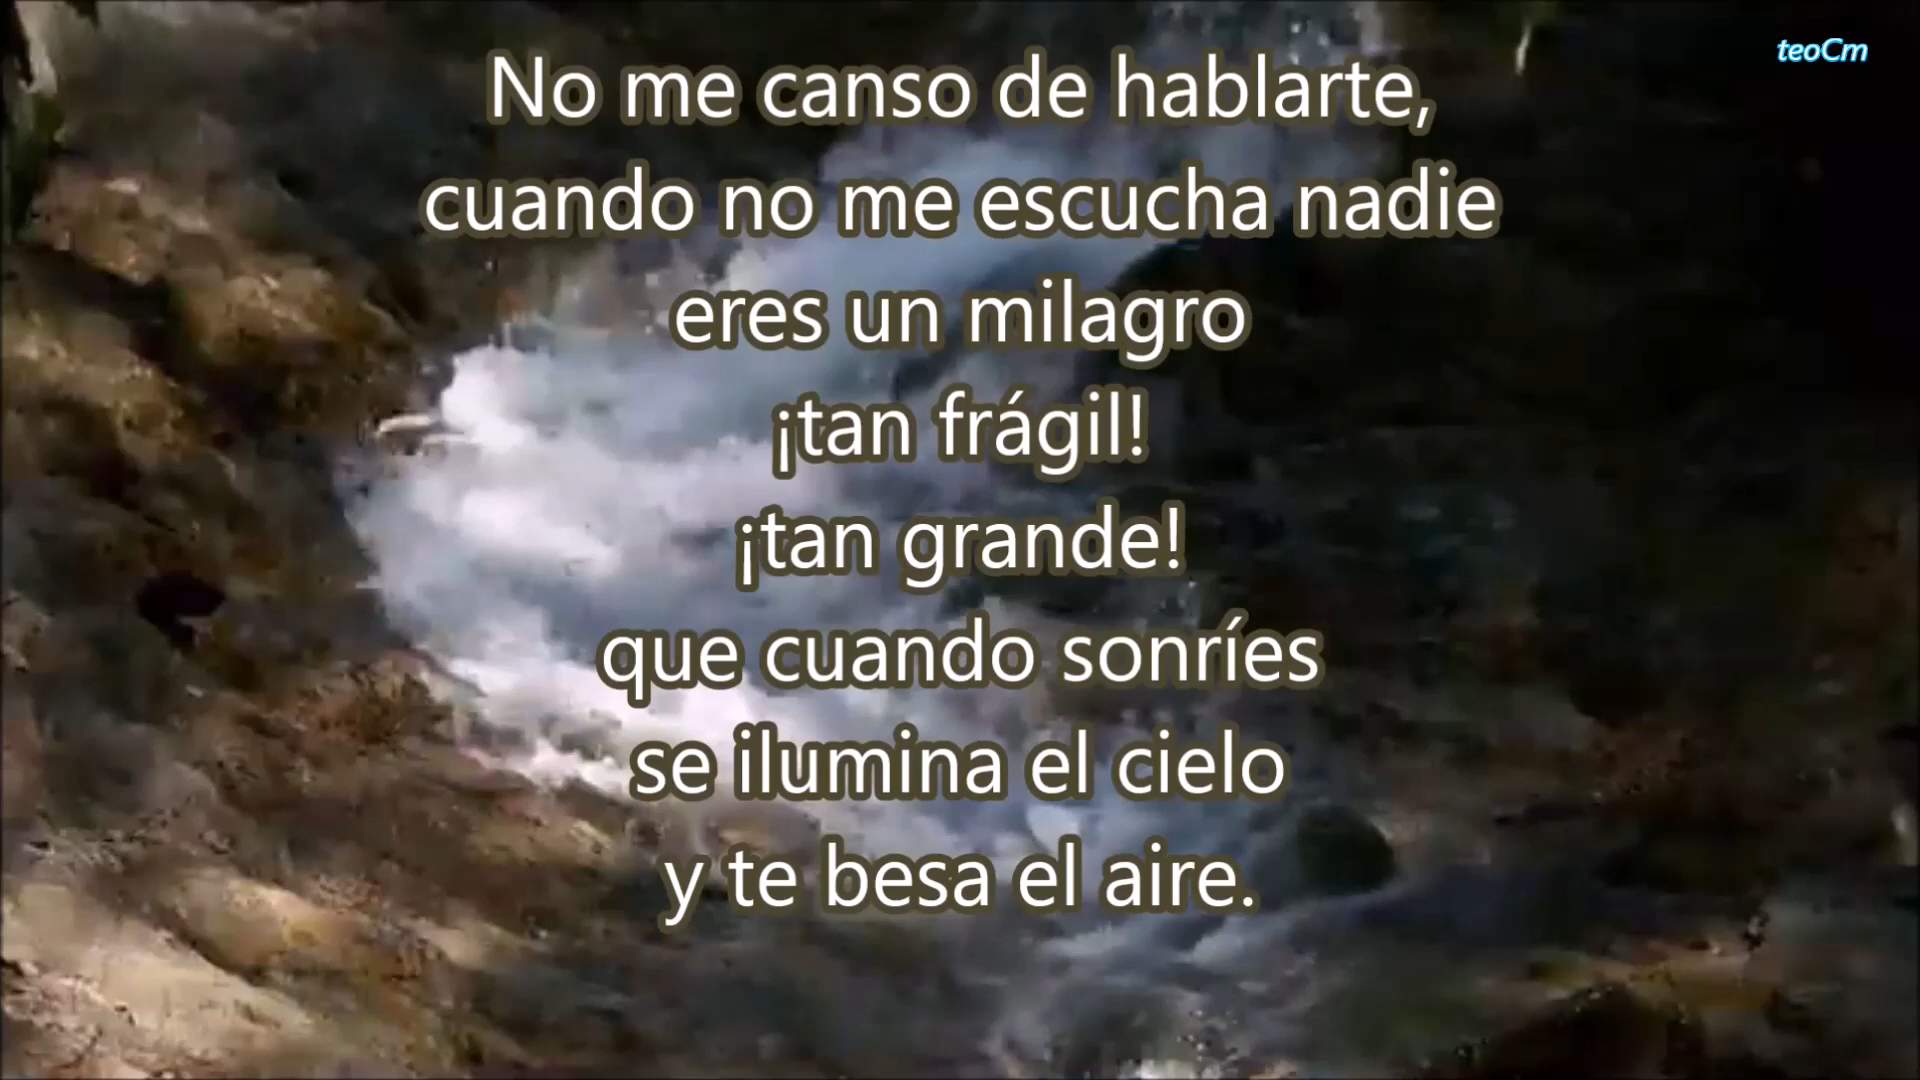 teoCm
No me canso de hablarte,
cuando no me escucha nadie
eres un milagro
¡tan frágil!
¡tan grande!
que cuando sonríes
se ilumina el cielo
y te besa el aire.